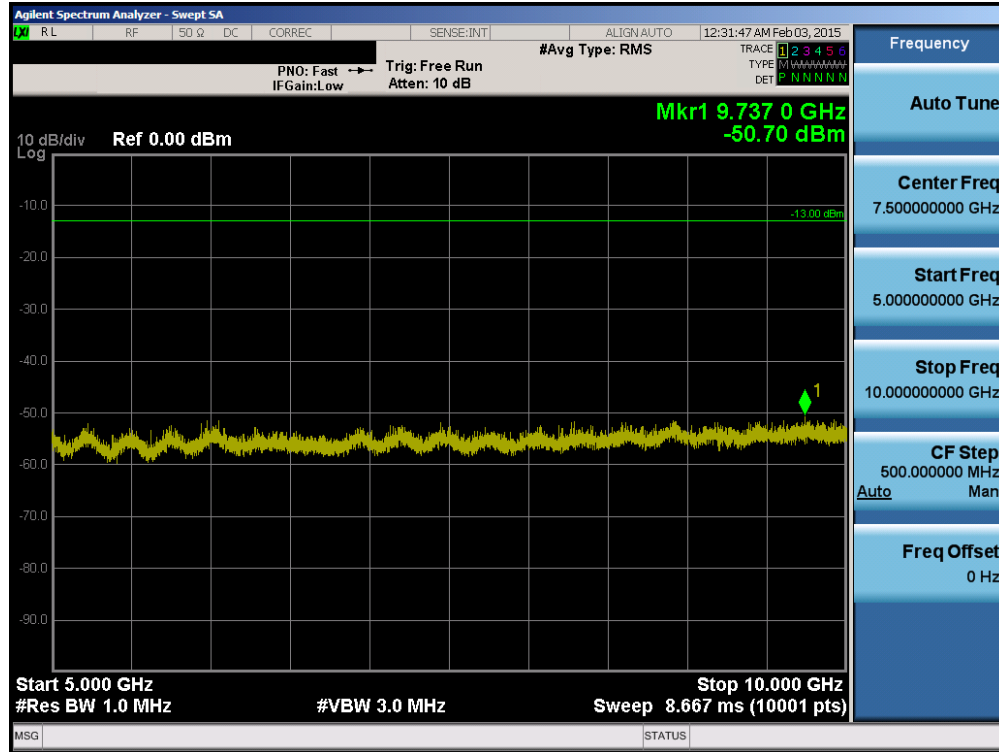 Agilent Spectrum Analyzer - Swept SA
LXI RL RF 50 Ω DC CORREC SENSE:INT ALIGN AUTO 12:31:47 AM Feb 03, 2015
#Avg Type: RMS
TRACE 1 2 3 4 5 6
TYPE M
DET P N N N N N
PNO: Fast
IFGain:Low
Trig: Free Run
Atten: 10 dB
Mkr1 9.737 0 GHz
-50.70 dBm
10 dB/div
Log
Ref 0.00 dBm
-13.00 dBm
-10.0
-20.0
-30.0
-40.0
-50.0
-60.0
-70.0
-80.0
-90.0
1
Start 5.000 GHz
Stop 10.000 GHz
#Res BW 1.0 MHz
#VBW 3.0 MHz
Sweep 8.667 ms (10001 pts)
MSG
STATUS
Frequency
Auto Tune
Center Freq
7.500000000 GHz
Start Freq
5.000000000 GHz
Stop Freq
10.000000000 GHz
CF Step
500.000000 MHz
Auto Man
Freq Offset
0 Hz